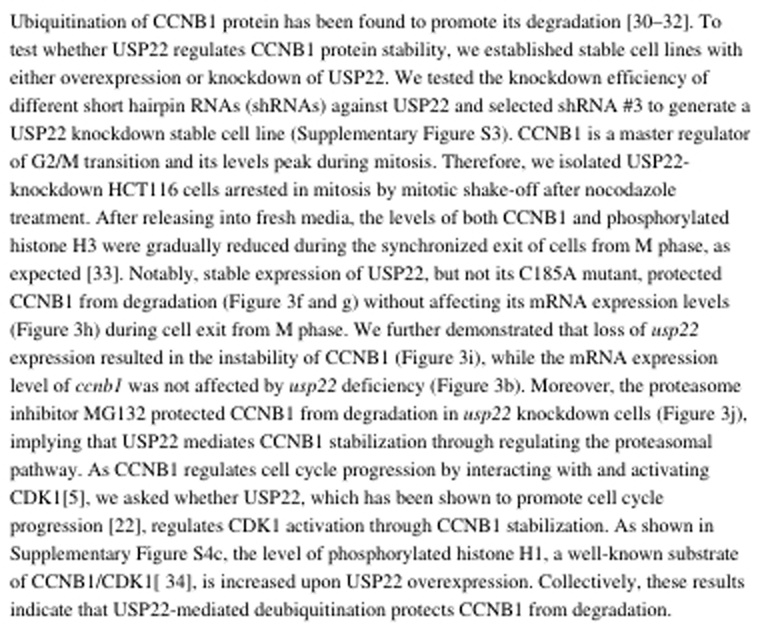 Ubiquitination of CCNB1 protein has been found to promote its degradation [30–32]. To
test whether USP22 regulates CCNB1 protein stability, we established stable cell lines with
either overexpression or knockdown of USP22. We tested the knockdown efficiency of
different short hairpin RNAs (shRNAs) against USP22 and selected shRNA #3 to generate a
USP22 knockdown stable cell line (Supplementary Figure S3). CCNB1 is a master regulator
of G2/M transition and its levels peak during mitosis. Therefore, we isolated USP22-
knockdown HCT116 cells arrested in mitosis by mitotic shake-off after nocodazole
treatment. After releasing into fresh media, the levels of both CCNB1 and phosphorylated
histone H3 were gradually reduced during the synchronized exit of cells from M phase, as
expected [33]. Notably, stable expression of USP22, but not its C185A mutant, protected
CCNB1 from degradation (Figure 3f and g) without affecting its mRNA expression levels
(Figure 3h) during cell exit from M phase. We further demonstrated that loss of usp22
expression resulted in the instability of CCNB1 (Figure 3i), while the mRNA expression
level of ccnb1 was not affected by usp22 deficiency (Figure 3b). Moreover, the proteasome
inhibitor MG132 protected CCNB1 from degradation in usp22 knockdown cells (Figure 3j),
implying that USP22 mediates CCNB1 stabilization through regulating the proteasomal
pathway. As CCNB1 regulates cell cycle progression by interacting with and activating
CDK1[5], we asked whether USP22, which has been shown to promote cell cycle
progression [22], regulates CDK1 activation through CCNB1 stabilization. As shown in
Supplementary Figure S4c, the level of phosphorylated histone H1, a well-known substrate
of CCNB1/CDK1[ 34], is increased upon USP22 overexpression. Collectively, these results
indicate that USP22-mediated deubiquitination protects CCNB1 from degradation.